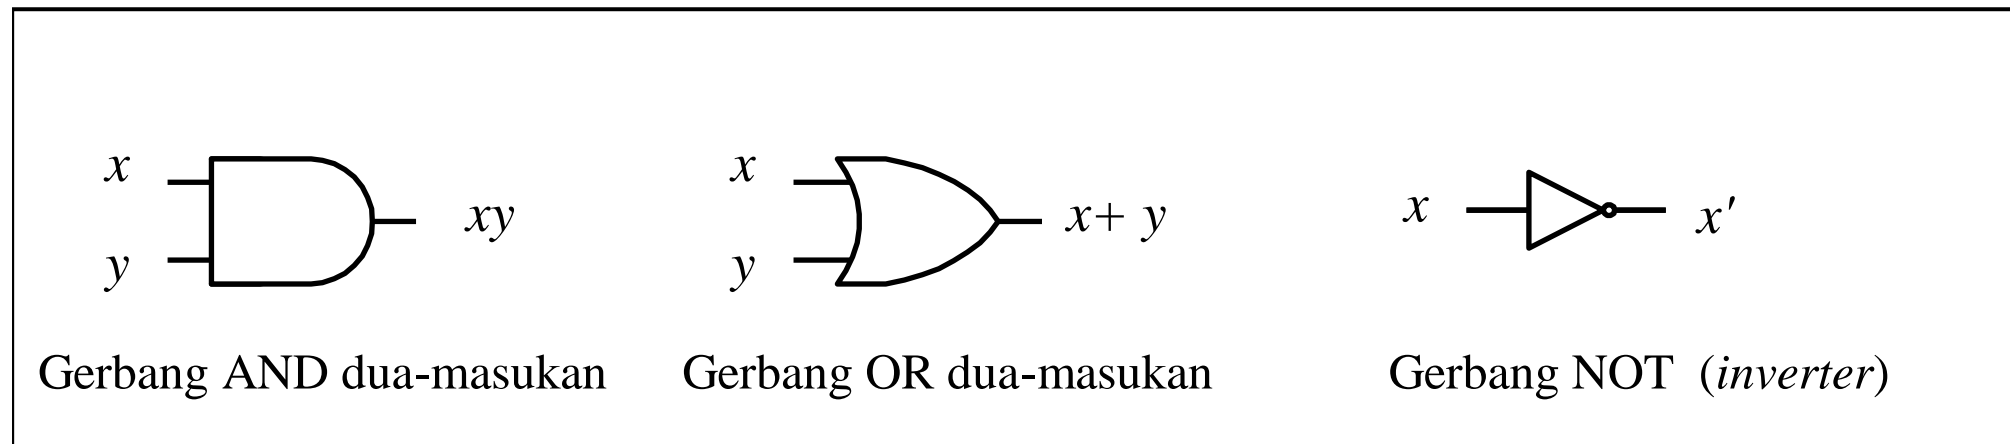 x
y
xy
Gerbang AND dua-masukan
x
y
x+ y
Gerbang OR dua-masukan
x
x'
Gerbang NOT (inverter)